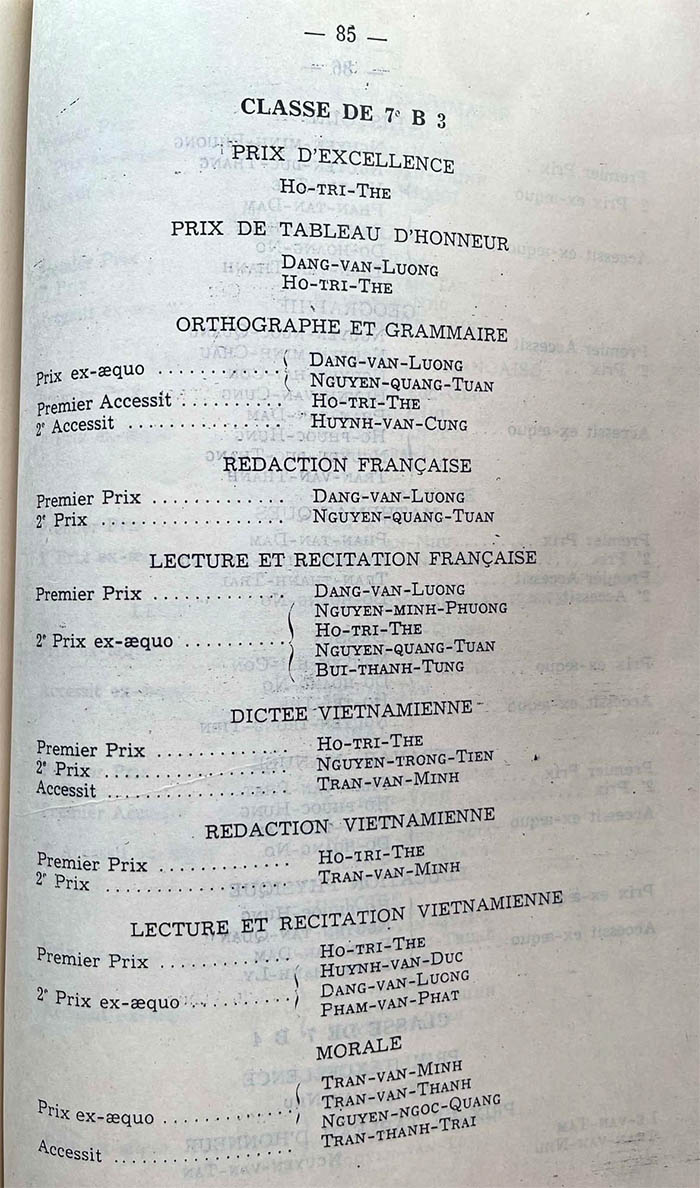 — 85 —
CLASSE DE 7e B 3
PRIX D'EXCELLENCE
HO-TRI-THE
PRIX DE TABLEAU D'HONNEUR
DANG-VAN-LUONG
HO-TRI-THE
ORTHOGRAPHE ET GRAMMAIRE
Prix ex-æquo .............. { DANG-VAN-LUONG
NGUYEN-QUANG-TUAN
Premier Accessit ........... HO-TRI-THE
2e Accessit ................ HUYNH-VAN-CUNG
REDACTION FRANÇAISE
Premier Prix .............. DANG-VAN-LUONG
2e Prix .................... NGUYEN-QUANG-TUAN
LECTURE ET RECITATION FRANÇAISE
Premier Prix .............. DANG-VAN-LUONG
{ NGUYEN-MINH-PHUONG
HO-TRI-THE
2e Prix ex-æquo ........... NGUYEN-QUANG-TUAN
BUI-THANH-TUNG
DICTEE VIETNAMIENNE
Premier Prix .............. HO-TRI-THE
2e Prix .................... NGUYEN-TRONG-TIEN
Accessit ................... TRAN-VAN-MINH
REDACTION VIETNAMIENNE
Premier Prix .............. HO-TRI-THE
2e Prix .................... TRAN-VAN-MINH
LECTURE ET RECITATION VIETNAMIENNE
Premier Prix .............. HO-TRI-THE
{ HUYNH-VAN-DUC
2e Prix ex-æquo ........... DANG-VAN-LUONG
PHAM-VAN-PHAT
MORALE
{ TRAN-VAN-MINH
TRAN-VAN-THANH
Prix ex-æquo .............. NGUYEN-NGOC-QUANG
Accessit ................... TRAN-THANH-TRAI